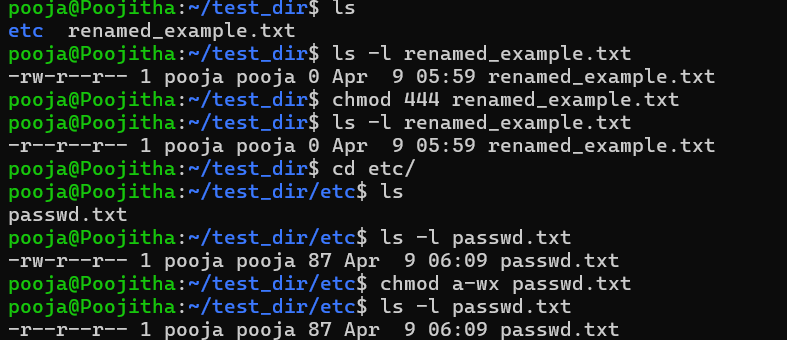 pooja@Poojitha:~/test_dir$ ls
etc  renamed_example.txt
pooja@Poojitha:~/test_dir$ ls -l renamed_example.txt
-rw-r--r-- 1 pooja pooja 0 Apr  9 05:59 renamed_example.txt
pooja@Poojitha:~/test_dir$ chmod 444 renamed_example.txt
pooja@Poojitha:~/test_dir$ ls -l renamed_example.txt
-r--r--r-- 1 pooja pooja 0 Apr  9 05:59 renamed_example.txt
pooja@Poojitha:~/test_dir$ cd etc/
pooja@Poojitha:~/test_dir/etc$ ls
passwd.txt
pooja@Poojitha:~/test_dir/etc$ ls -l passwd.txt
-rw-r--r-- 1 pooja pooja 87 Apr  9 06:09 passwd.txt
pooja@Poojitha:~/test_dir/etc$ chmod a-wx passwd.txt
pooja@Poojitha:~/test_dir/etc$ ls -l passwd.txt
-r--r--r-- 1 pooja pooja 87 Apr  9 06:09 passwd.txt